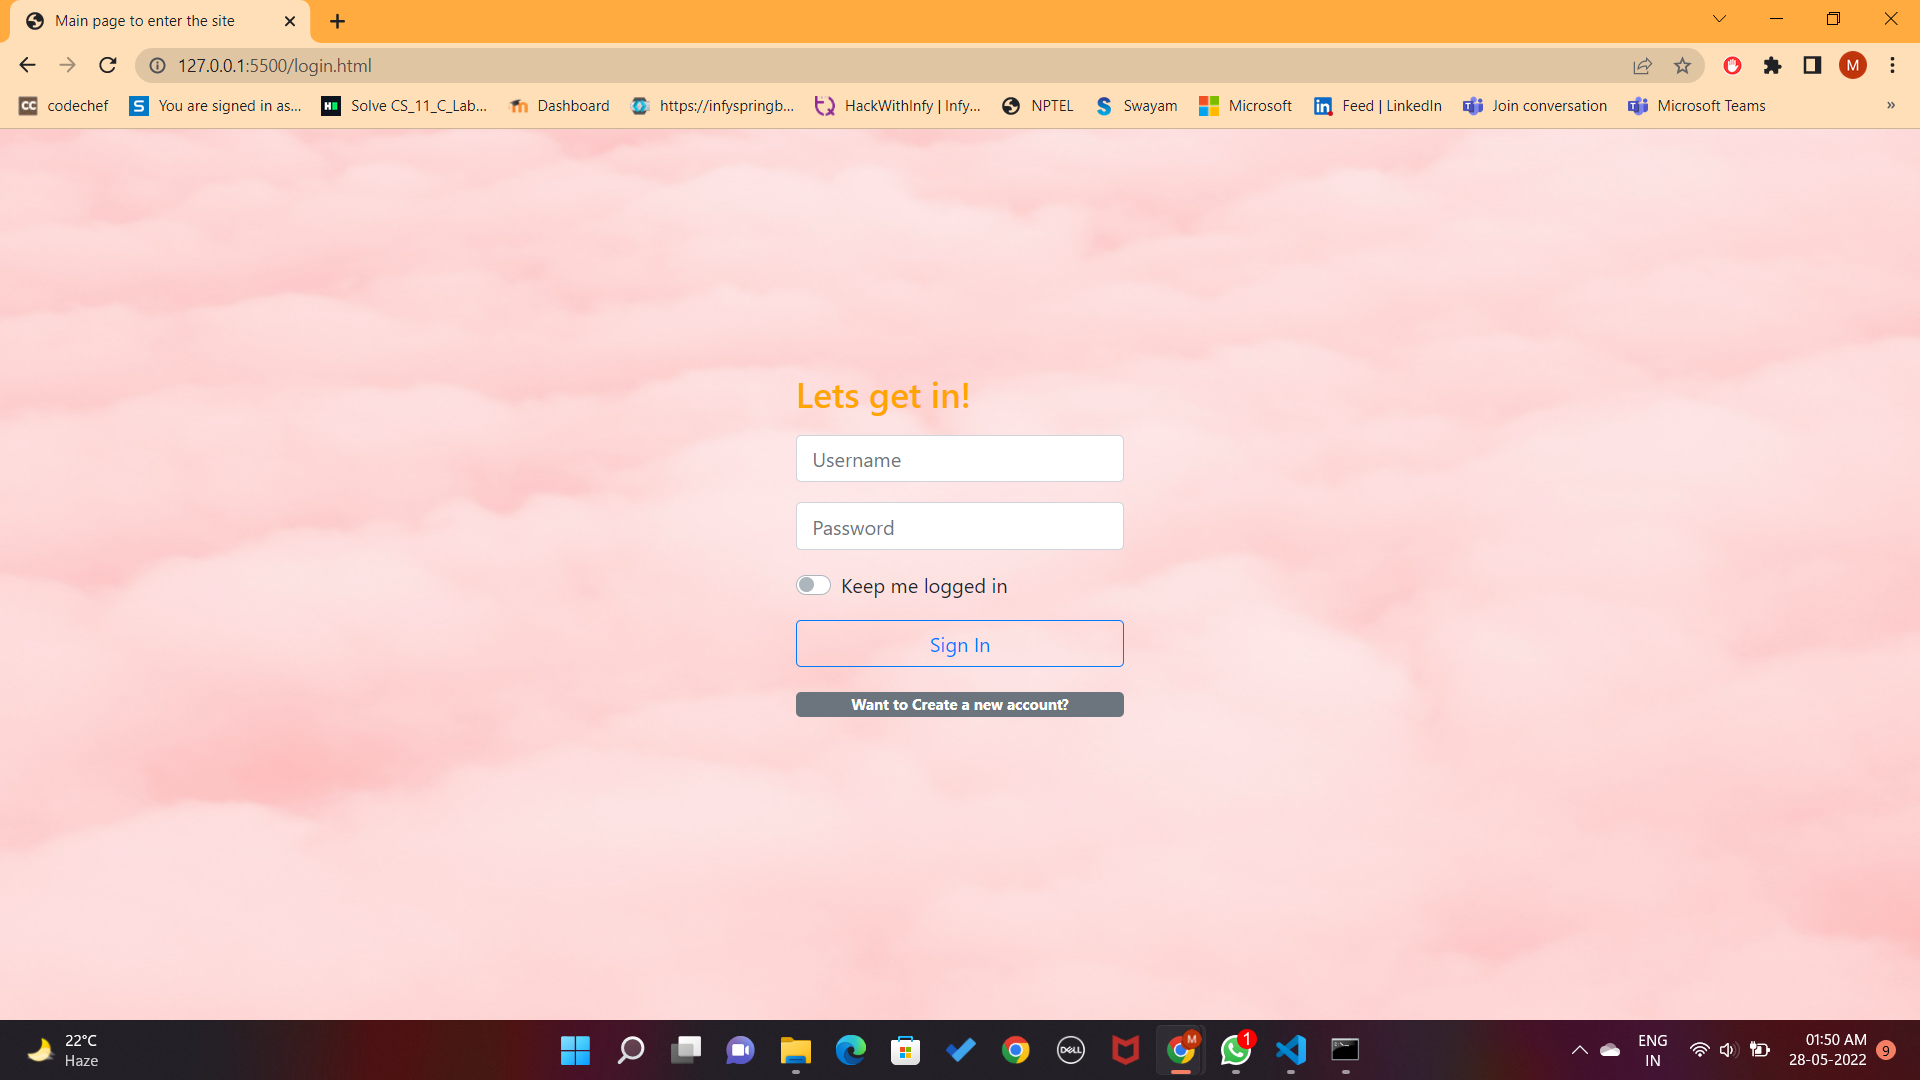 Main page to enter the site
127.0.0.1:5500/login.html
M
CC codechef
S You are signed in as...
H Solve CS_11_C_Lab...
Dashboard
https://infyspringb...
HackWithInfy | Infy...
NPTEL
Swayam
Microsoft
in Feed | LinkedIn
Join conversation
Microsoft Teams
»
Lets get in!
Username
Password
Keep me logged in
Sign In
Want to Create a new account?
22°C
Haze
DELL
M
1
ENG
IN
01:50 AM
28-05-2022
9